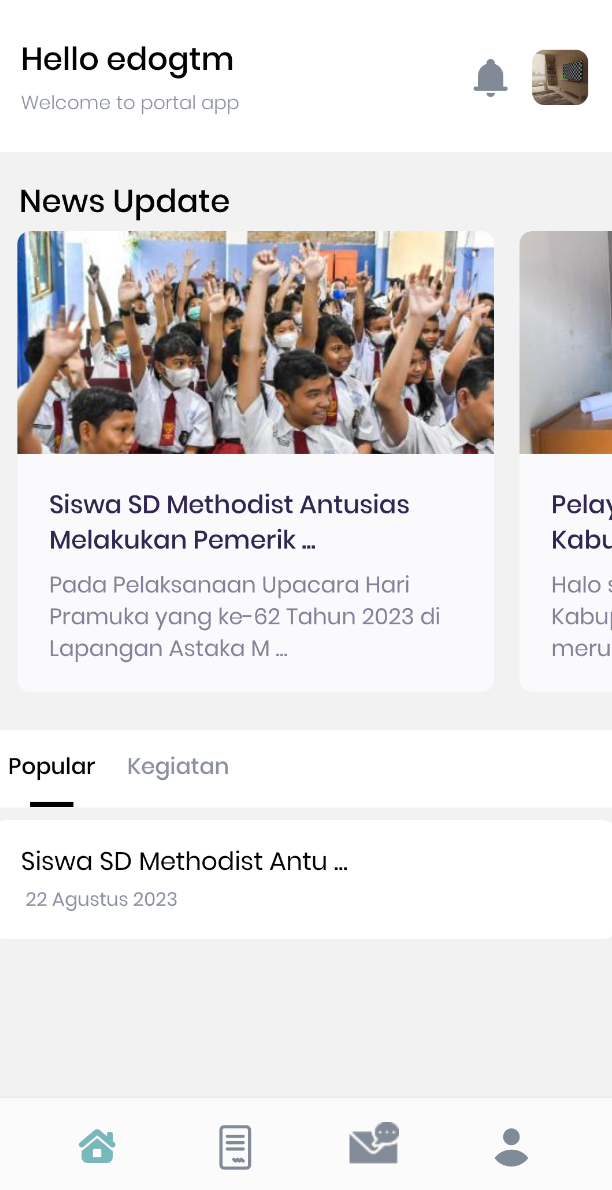 Hello edogtm
Welcome to portal app
News Update
Siswa SD Methodist Antusias
Melakukan Pemerik ...
Pada Pelaksanaan Upacara Hari
Pramuka yang ke-62 Tahun 2023 di
Lapangan Astaka M ...
Pelay
Kabu
Halo s
Kabup
meru
Popular
Kegiatan
Siswa SD Methodist Antu ...
22 Agustus 2023